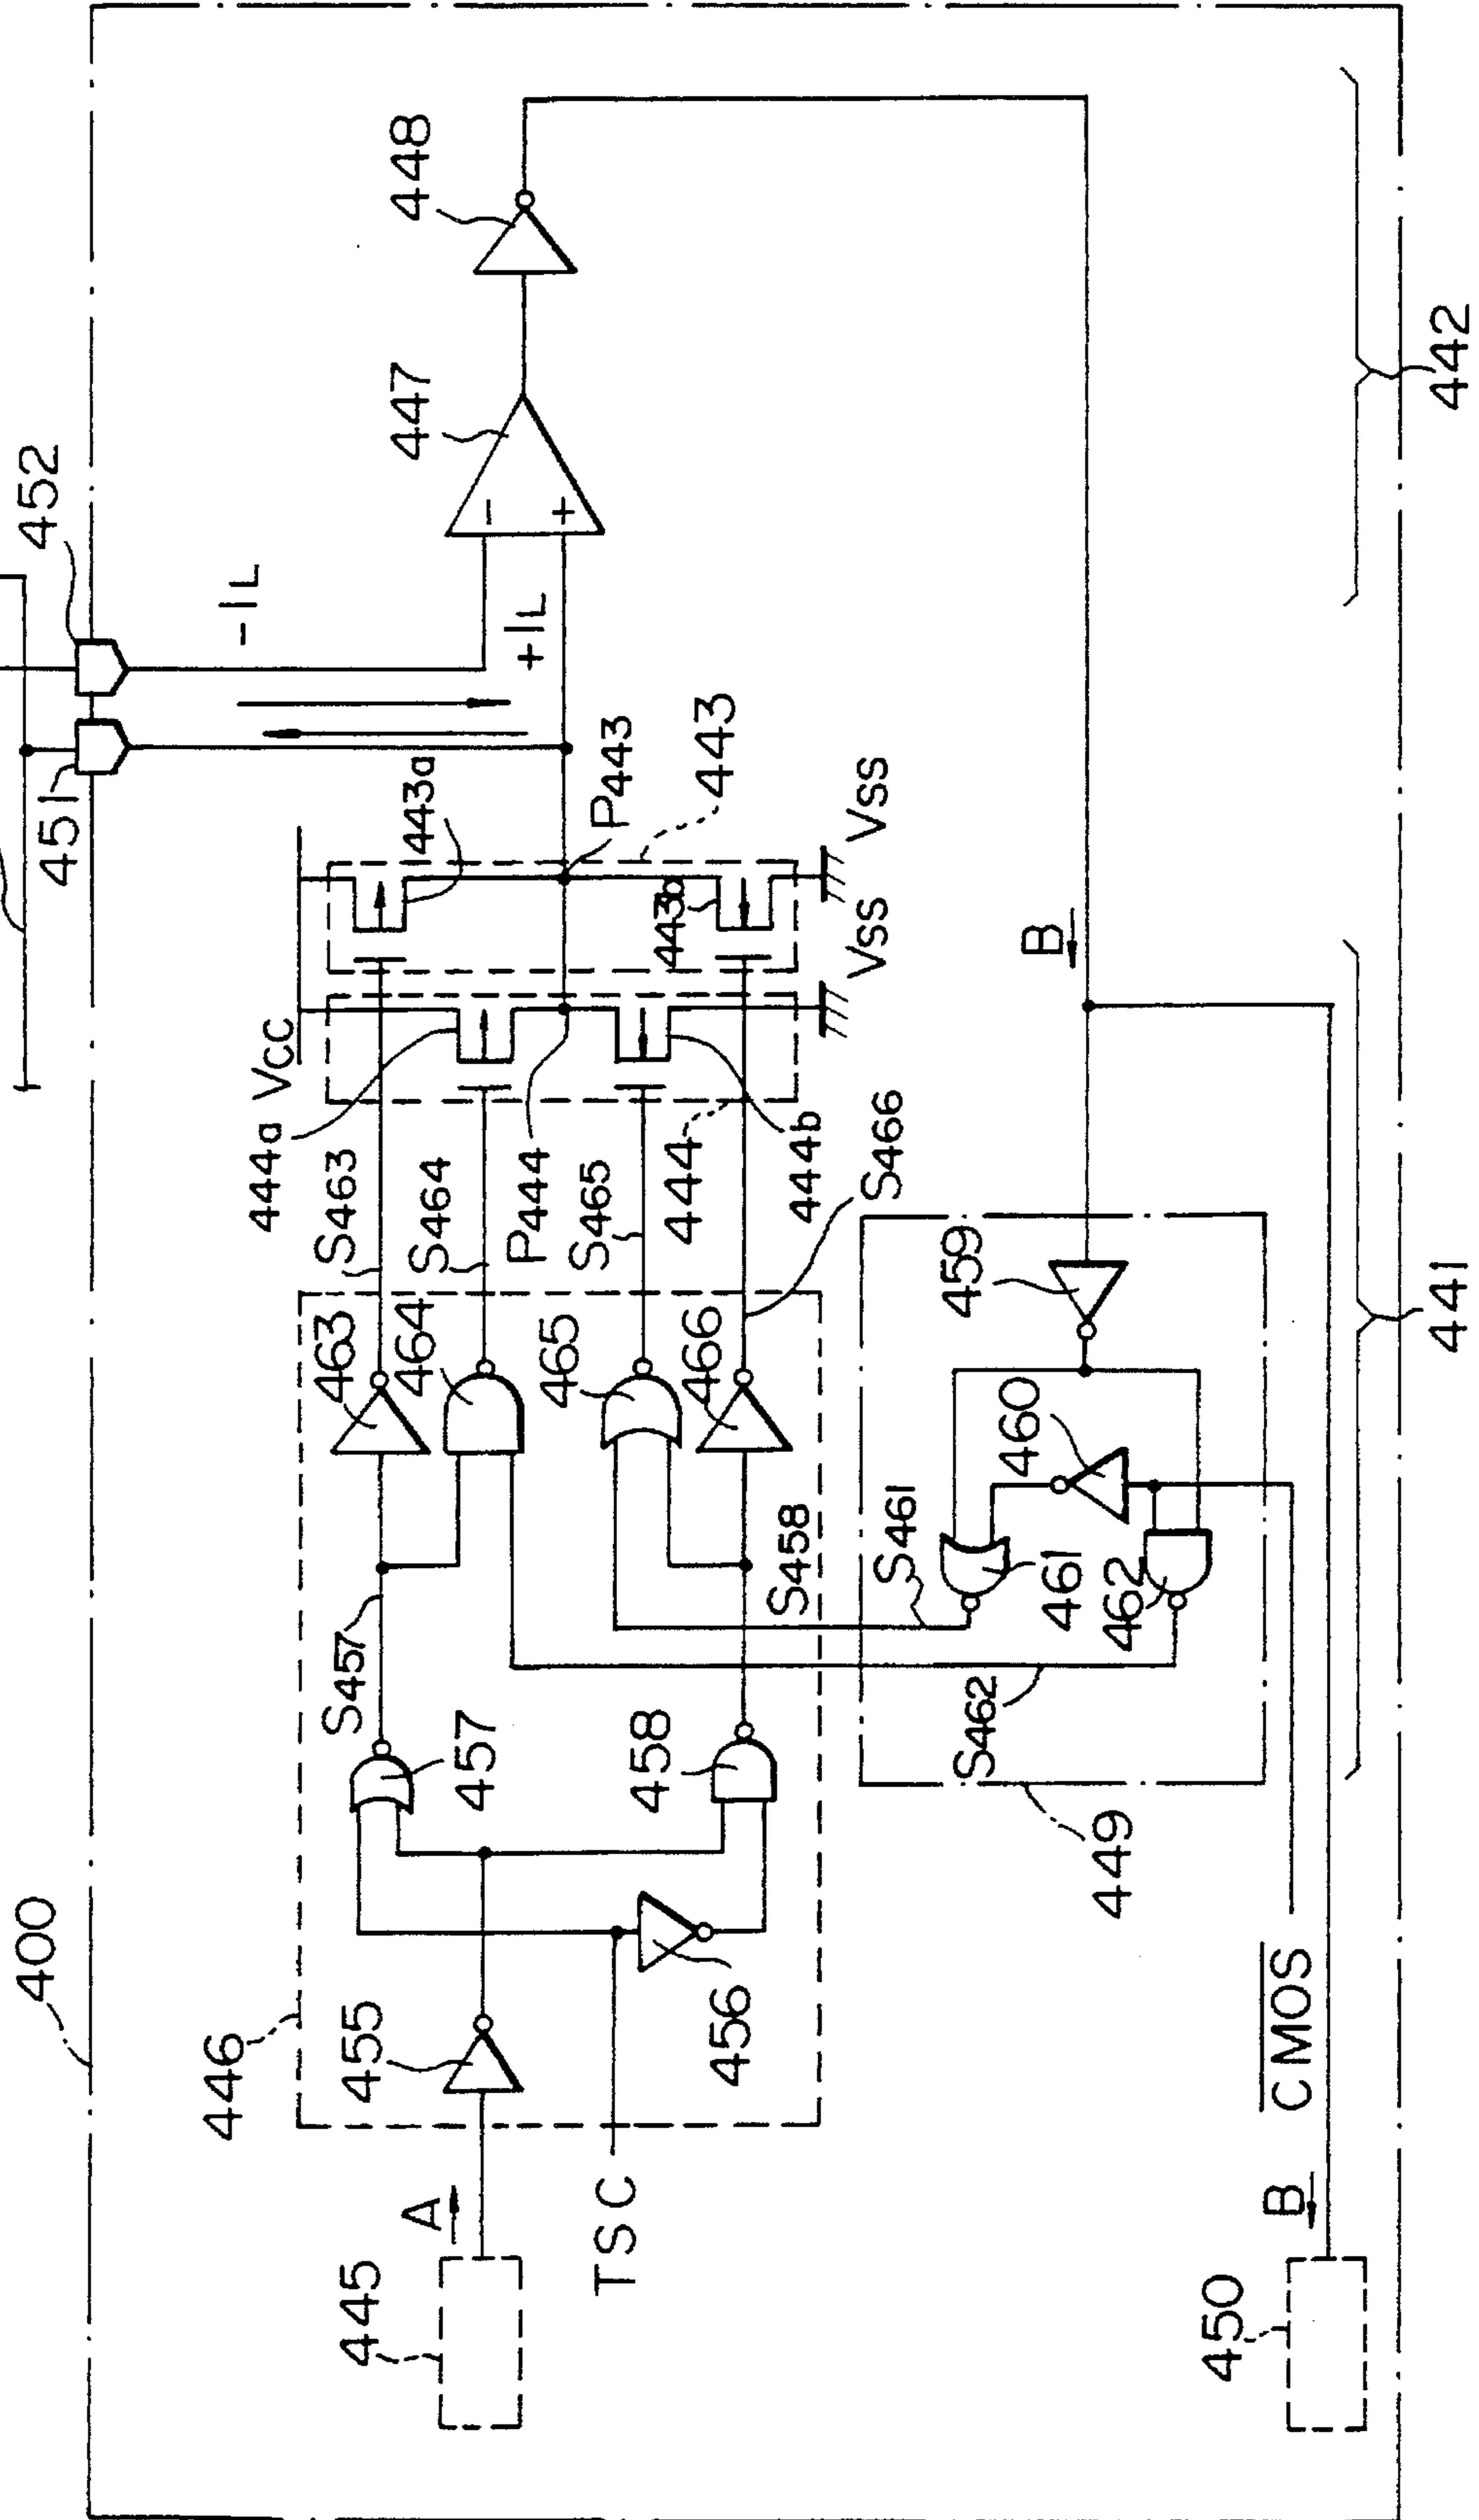 400
451
452
-IL
+IL
447
448
442
446
445
A
455
TSC
456
457
S457
458
S458
463
464
465
466
S463
S464
S465
S466
444a
VCC
P444
444
444b
443a
443b
P443
443
VSS
VSS
-
+
B
459
460
461
462
S461
S462
449
441
CMOS
B
450